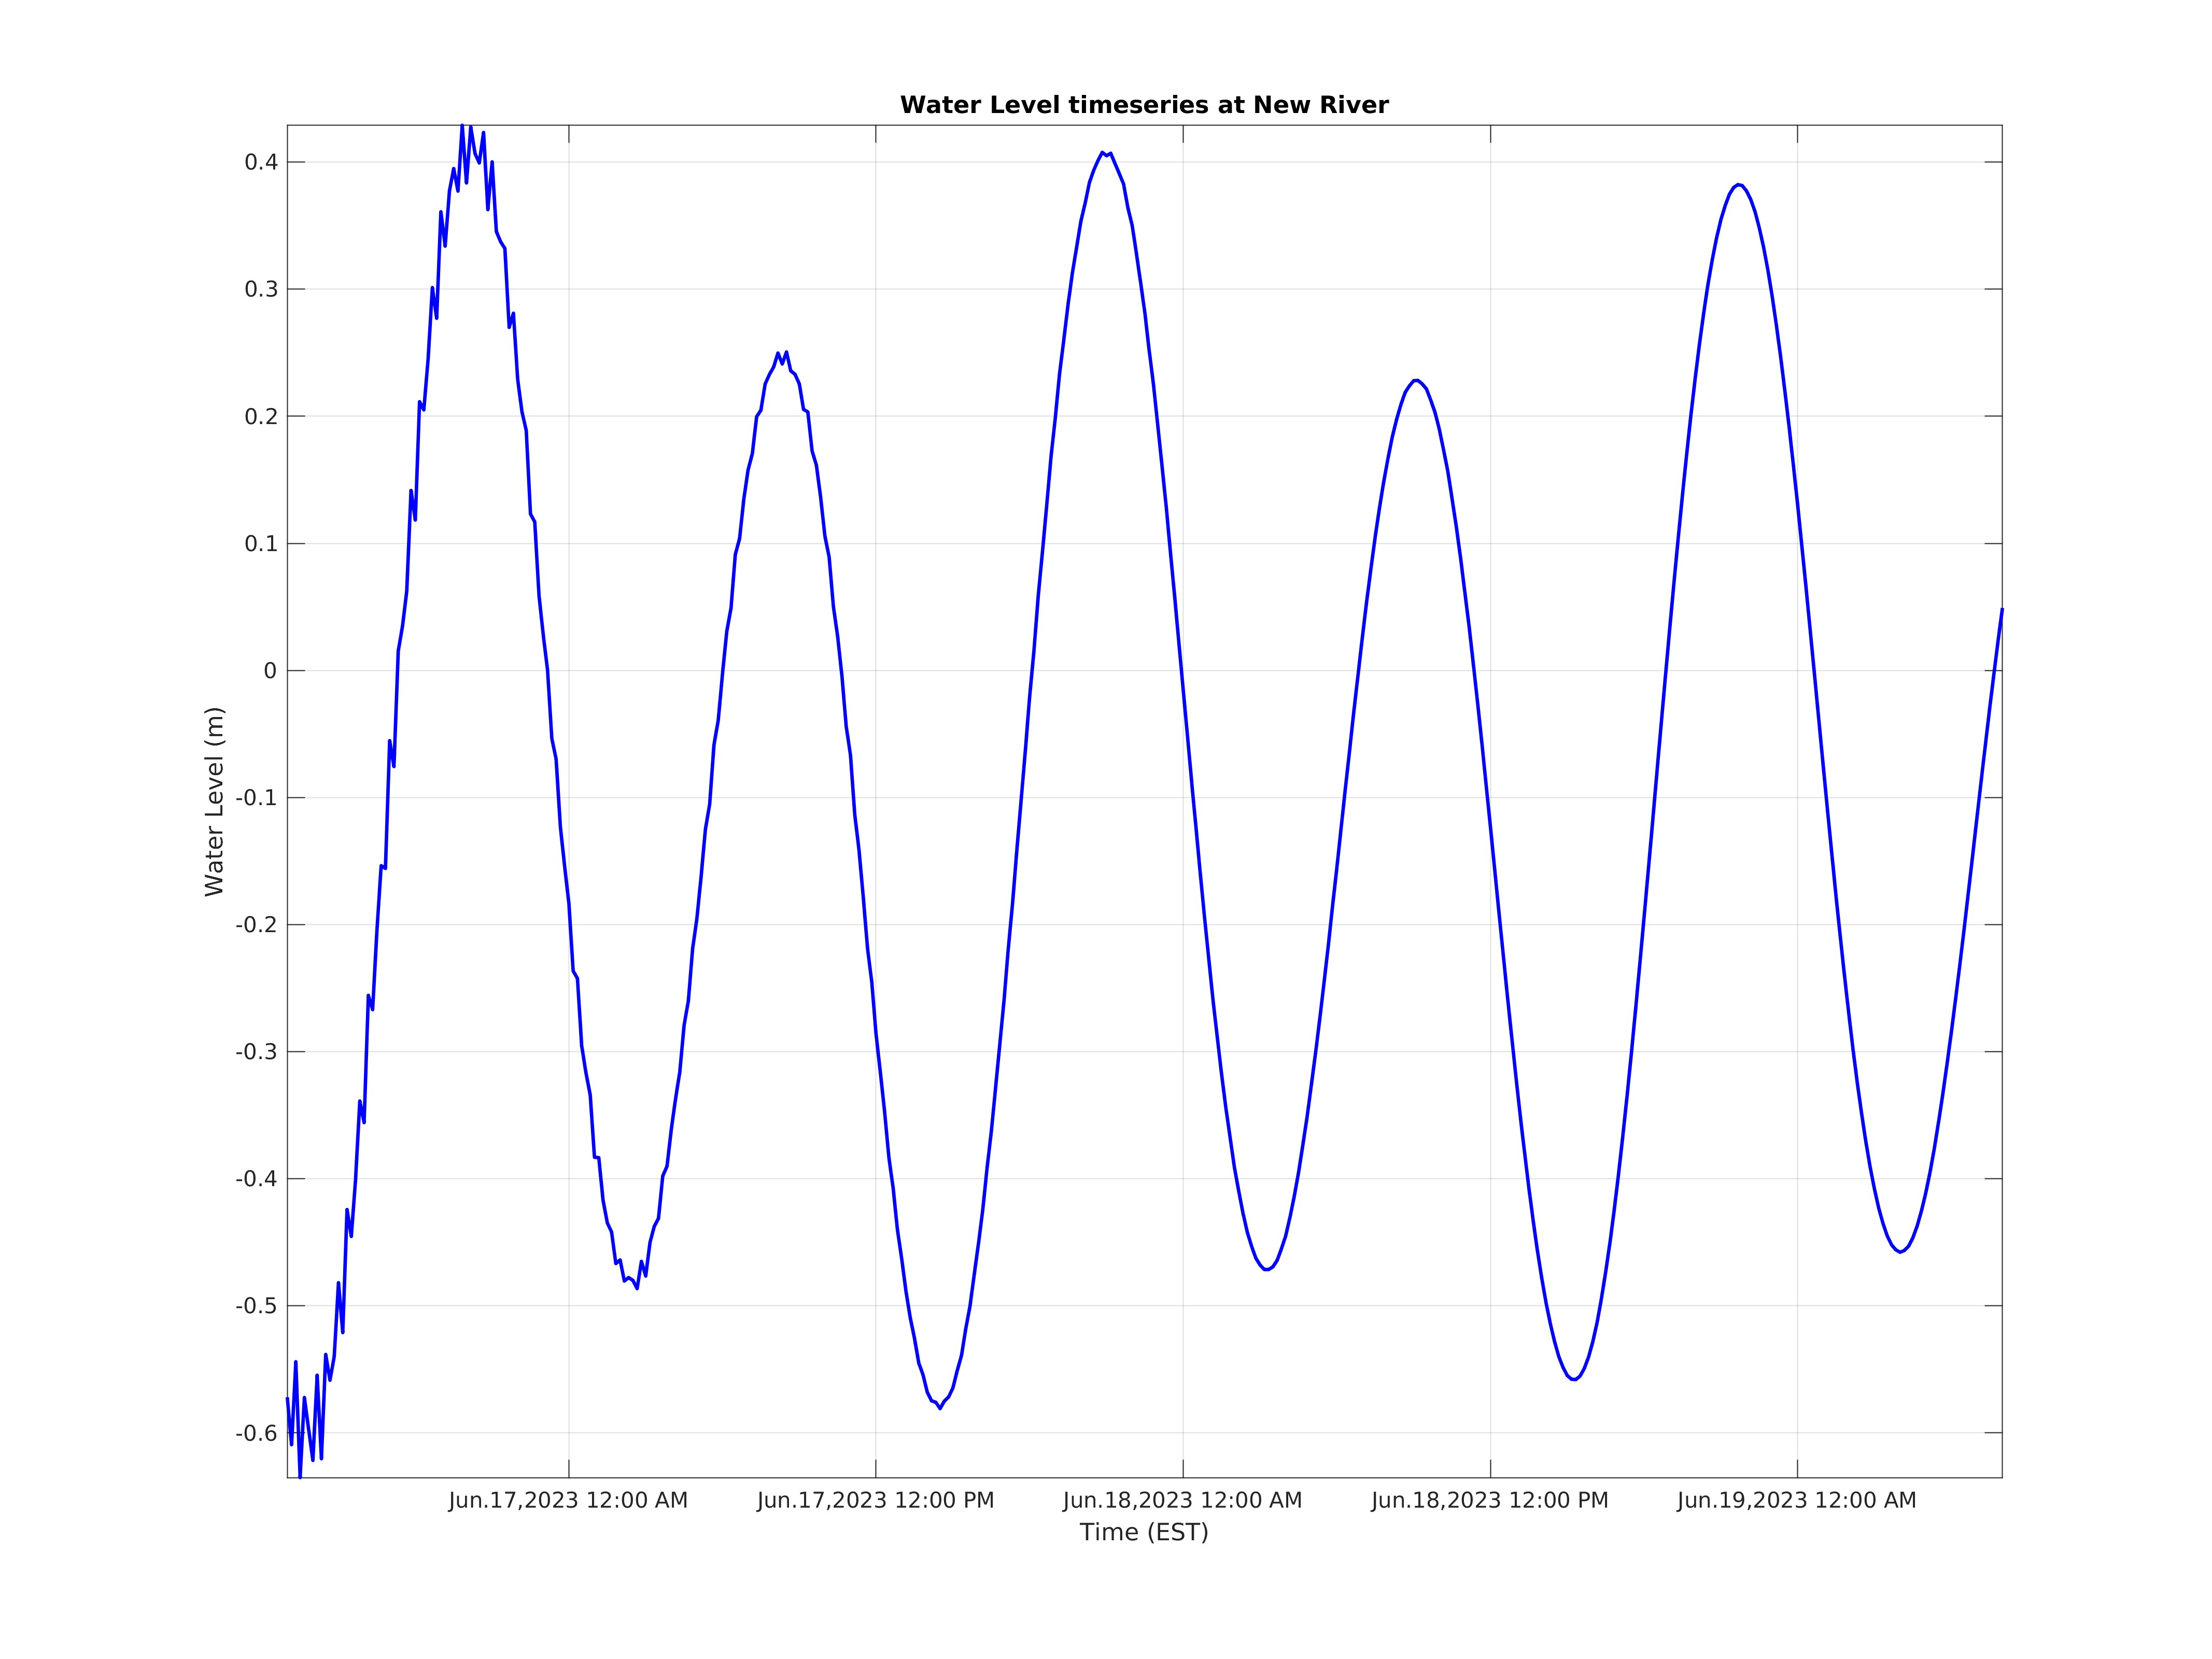 Water Level timeseries at New River
0.4
0.3
0.2
0.1
0
-0.1
-0.2
-0.3
-0.4
-0.5
-0.6
Water Level (m)
Jun.17,2023 12:00 AM Jun.17,2023 12:00 PM Jun.18,2023 12:00 AM Jun.18,2023 12:00 PM Jun.19,2023 12:00 AM
Time (EST)